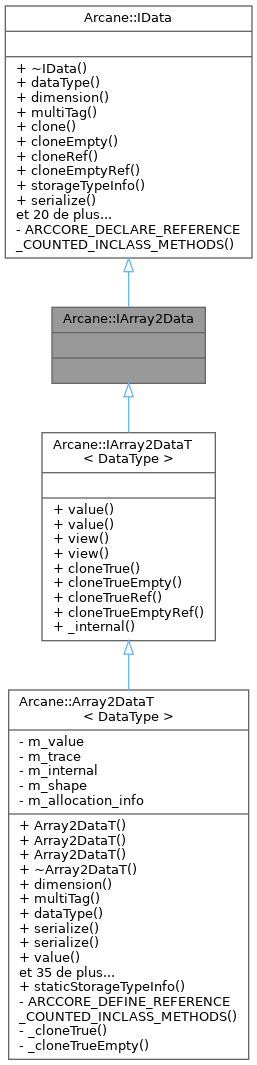 Arcane::IData
+ ~IData()
+ dataType()
+ dimension()
+ multiTag()
+ clone()
+ cloneEmpty()
+ cloneRef()
+ cloneEmptyRef()
+ storageTypeInfo()
+ serialize()
et 20 de plus...
- ARCCORE_DECLARE_REFERENCE
_COUNTED_INCLASS_METHODS()
Arcane::IArray2Data
Arcane::IArray2DataT
< DataType >
+ value()
+ value()
+ view()
+ view()
+ cloneTrue()
+ cloneTrueEmpty()
+ cloneTrueRef()
+ cloneTrueEmptyRef()
+ _internal()
Arcane::Array2DataT
< DataType >
- m_value
- m_trace
- m_internal
- m_shape
- m_allocation_info
+ Array2DataT()
+ Array2DataT()
+ Array2DataT()
+ ~Array2DataT()
+ dimension()
+ multiTag()
+ dataType()
+ serialize()
+ serialize()
+ value()
et 35 de plus...
+ staticStorageTypeInfo()
- ARCCORE_DEFINE_REFERENCE
_COUNTED_INCLASS_METHODS()
- _cloneTrue()
- _cloneTrueEmpty()